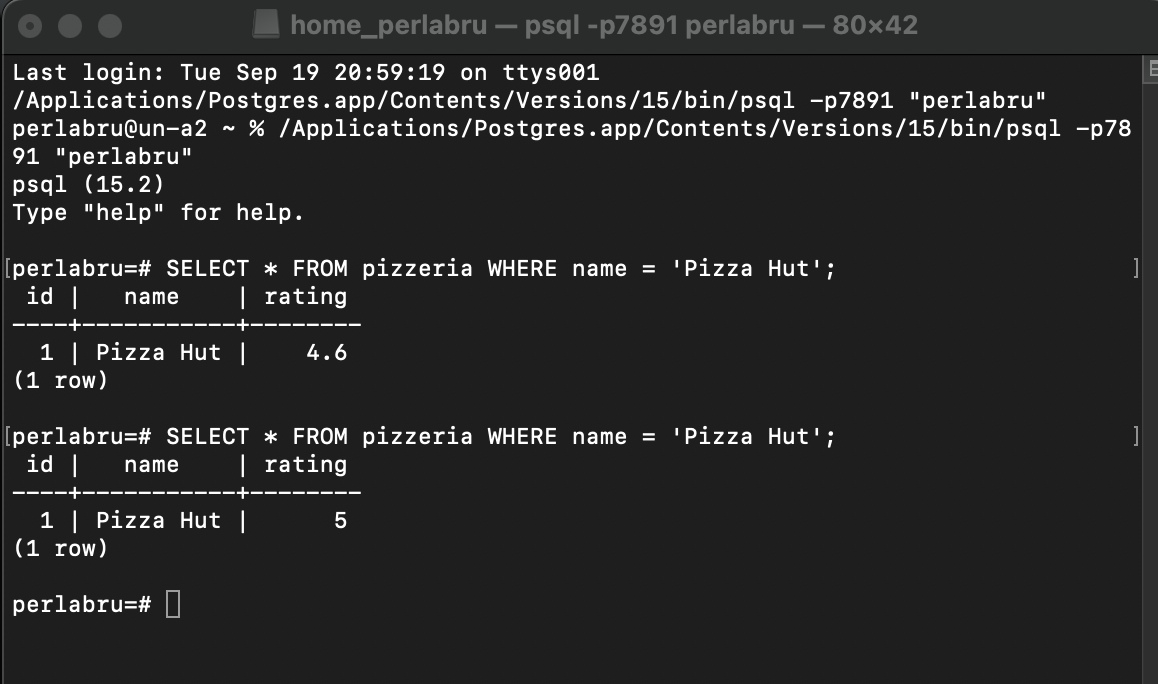 home_perlabru — psql -p7891 perlabru — 80×42
Last login: Tue Sep 19 20:59:19 on ttys001
/Applications/Postgres.app/Contents/Versions/15/bin/psql -p7891 "perlabru"
perlabru@un-a2 ~ % /Applications/Postgres.app/Contents/Versions/15/bin/psql -p78
91 "perlabru"
psql (15.2)
Type "help" for help.

[perlabru=# SELECT * FROM pizzeria WHERE name = 'Pizza Hut'; ]
 id |   name    | rating
----+-----------+--------
  1 | Pizza Hut |    4.6
(1 row)

[perlabru=# SELECT * FROM pizzeria WHERE name = 'Pizza Hut'; ]
 id |   name    | rating
----+-----------+--------
  1 | Pizza Hut |      5
(1 row)

perlabru=#